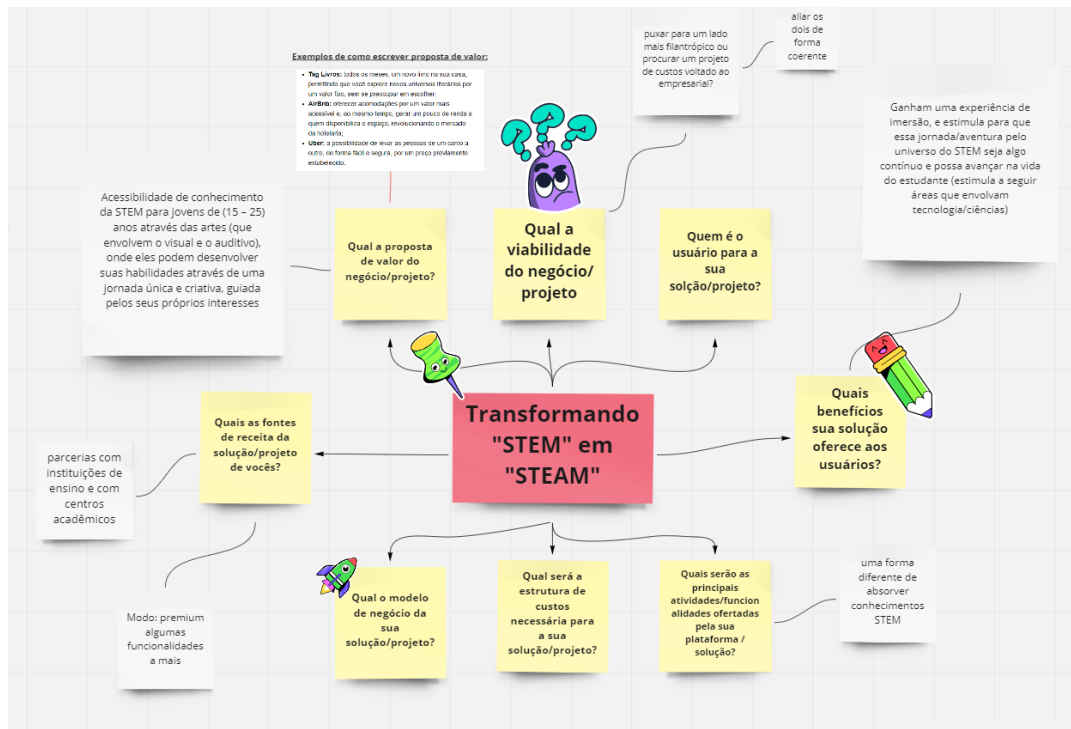 aliar os
dois de
forma
coerente
puxar para um lado
mais filantrópico ou
procurar um projeto
de custos voltado ao
empresarial?
Exemplos de como escrever proposta de valor:
Tag Livros: todos os meses, um novo livro na sua casa,
permitindo que você explore novos universos literários por
um valor fixo, sem se preocupar em escolher;
AirBnb: oferecer acomodações por um valor mais
acessível e, ao mesmo tempo, gerar um pouco de renda a
quem disponibiliza o espaço, revolucionando o mercado
da hotelaria;
Uber: a possibilidade de levar as pessoas de um canto a
outro, de forma fácil e segura, por um preço previamente
estabelecido.
Ganham uma experiência de
imersão, e estimula para que
essa jornada/aventura pelo
universo do STEM seja algo
contínuo e possa avançar na vida
do estudante (estimula a seguir
áreas que envolvam
tecnologia/ciências)
Acessibilidade de conhecimento
da STEM para jovens de (15 – 25)
anos através das artes (que
envolvem o visual e o auditivo),
onde eles podem desenvolver
suas habilidades através de uma
jornada única e criativa, guiada
pelos seus próprios interesses
Qual a proposta
de valor do
negócio/projeto?
Qual a
viabilidade
do negócio/
projeto
Quem é o
usuário para a
sua
solção/projeto?
Transformando
"STEM" em
"STEAM"
Quais
benefícios
sua solução
oferece aos
usuários?
Quais as fontes
de receita da
solução/projeto
de vocês?
parcerias com
instituições de
ensino e com
centros
acadêmicos
Modo: premium
algumas
funcionalidades
a mais
Qual o modelo
de negócio da
sua
solução/projeto?
Qual será a
estrutura de
custos
necessária para
a sua
solução/projeto?
Quais serão as
principais
atividades/funcion
alidades ofertadas
pela sua
plataforma /
solução?
uma forma
diferente de
absorver
conhecimentos
STEM